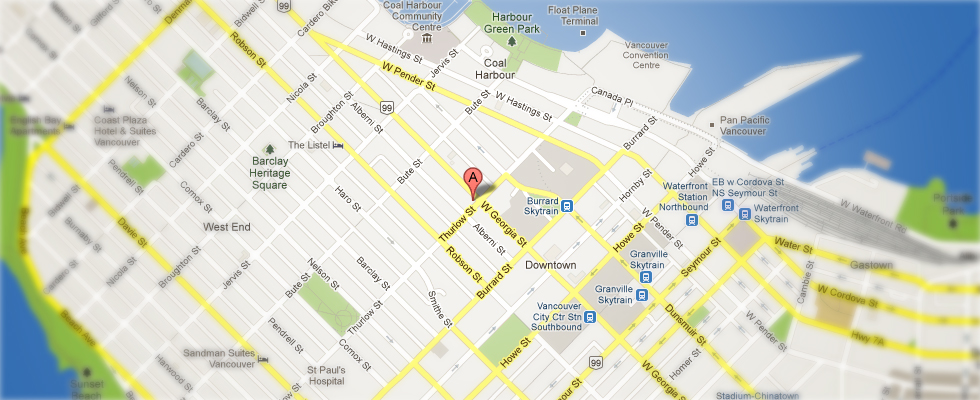 99
Denman
Bidwell St
Cardero
Coal Harbour
Community
Centre
Harbour
Green Park
Float Plane
Terminal
Robson St
W Hastings St
Jervis St
Vancouver
Convention
Centre
W Pender St
Coal
Harbour
Nicola St
Canada Pl
Nelson St
Bute St
W Hastings St
Broughton St
99
Barclay St
Alberni St
Pan Pacific
Vancouver
Burrard St
Coast Plaza
Hotel & Suites
Vancouver
Cardero St
The Listel
Barclay
Heritage
Square
Howe St
Pendrell St
Bute St
A
Hornby St
Waterfront
Station
Northbound
EB w Cordova St
NS Seymour St
Comox St
Haro St
Burrard
Skytrain
Waterfront
Skytrain
W Waterfront Rd
West End
Thurlow St
W Georgia St
W Pender St
Davie St
Alberni St
Howe St
Seymour St
Water St
Nicola St
Broughton St
Robson St
Granville
Skytrain
Gastown
Jervis St
Nelson St
Barclay St
Burrard St
Downtown
Cambie St
Bute St
Smithe St
Granville
Skytrain
W Cordova St
Thurlow St
Vancouver
City Ctr Stn
Southbound
Dunsmuir St
W Pender St
Hwy 7A
Beach Ave
Pendrell St
Comox St
Howe St
Sandman Suites
Vancouver
Homer St
99
Harwood St
St Paul's
Hospital
W Georgia St
Sunset
Beach
Seymour St
Stadium-Chinatown